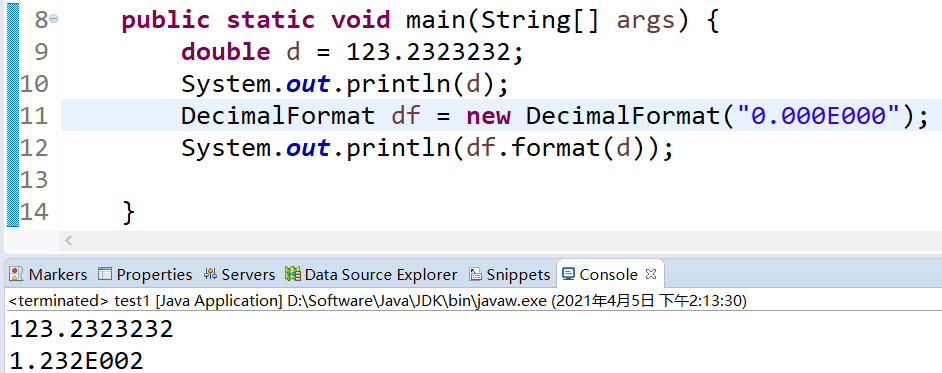 8 public static void main(String[] args) {
9 double d = 123.2323232;
10 System.out.println(d);
11 DecimalFormat df = new DecimalFormat("0.000E000");
12 System.out.println(df.format(d));
13
14 }
Markers Properties Servers Data Source Explorer Snippets Console
<terminated> test1 [Java Application] D:\Software\Java\JDK\bin\javaw.exe (2021年4月5日 下午2:13:30)
123.2323232
1.232E002